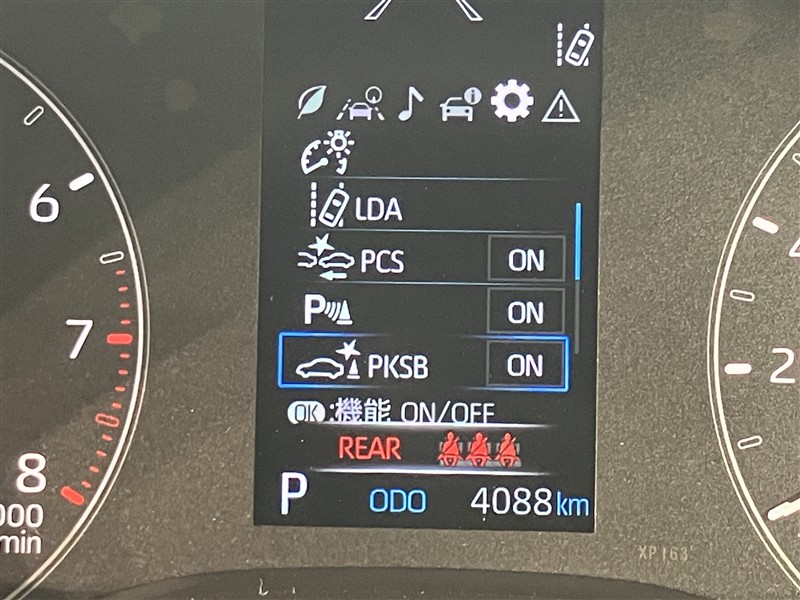 LDA
PCS ON
P ON
PKSB ON
OK :機能 ON/OFF
REAR
P ODO 4088km
6
7
8
000
min
2
XP163